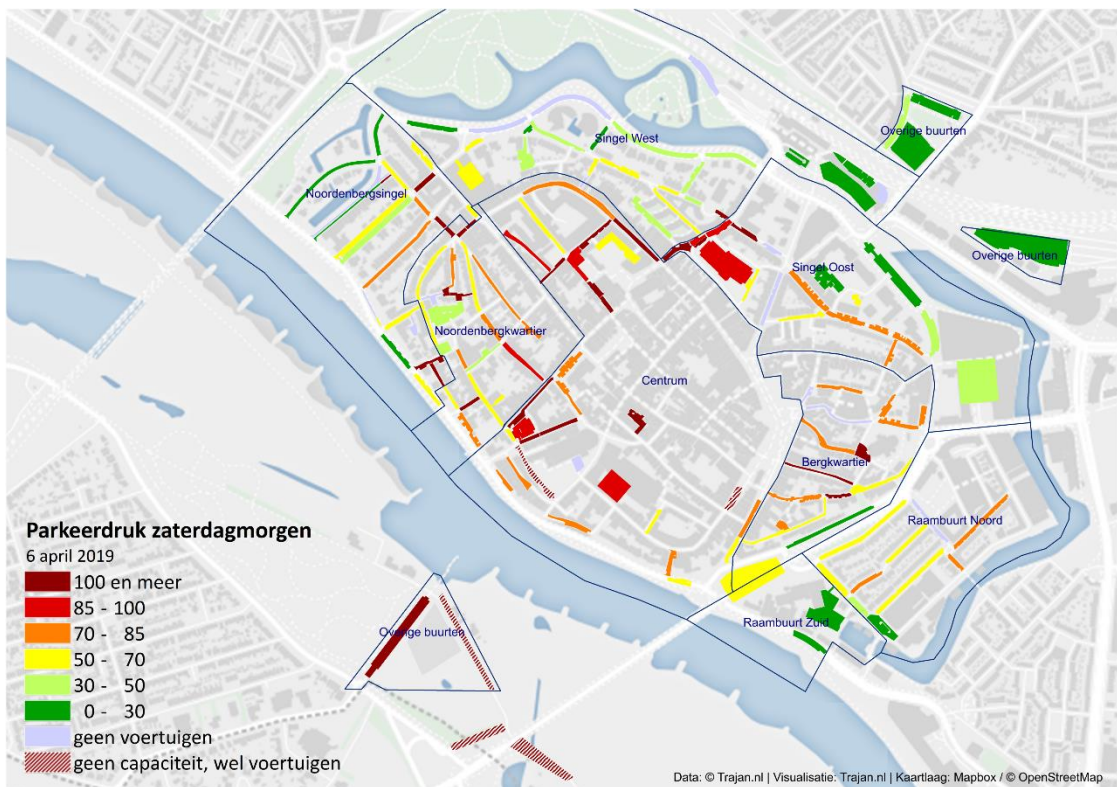 Overige buurten
Singel West
Noordenbergsingel
Overige buurten
Singel Oost
Noordenbergkwartier
Centrum
Bergkwartier
Raambuurt Noord
Raambuurt Zuid
Overige buurten
Parkeerdruk zaterdagmorgen
6 april 2019
100 en meer
85 - 100
70 - 85
50 - 70
30 - 50
0 - 30
geen voertuigen
geen capaciteit, wel voertuigen
Data: © Trajan.nl | Visualisatie: Trajan.nl | Kaartlaag: Mapbox / © OpenStreetMap